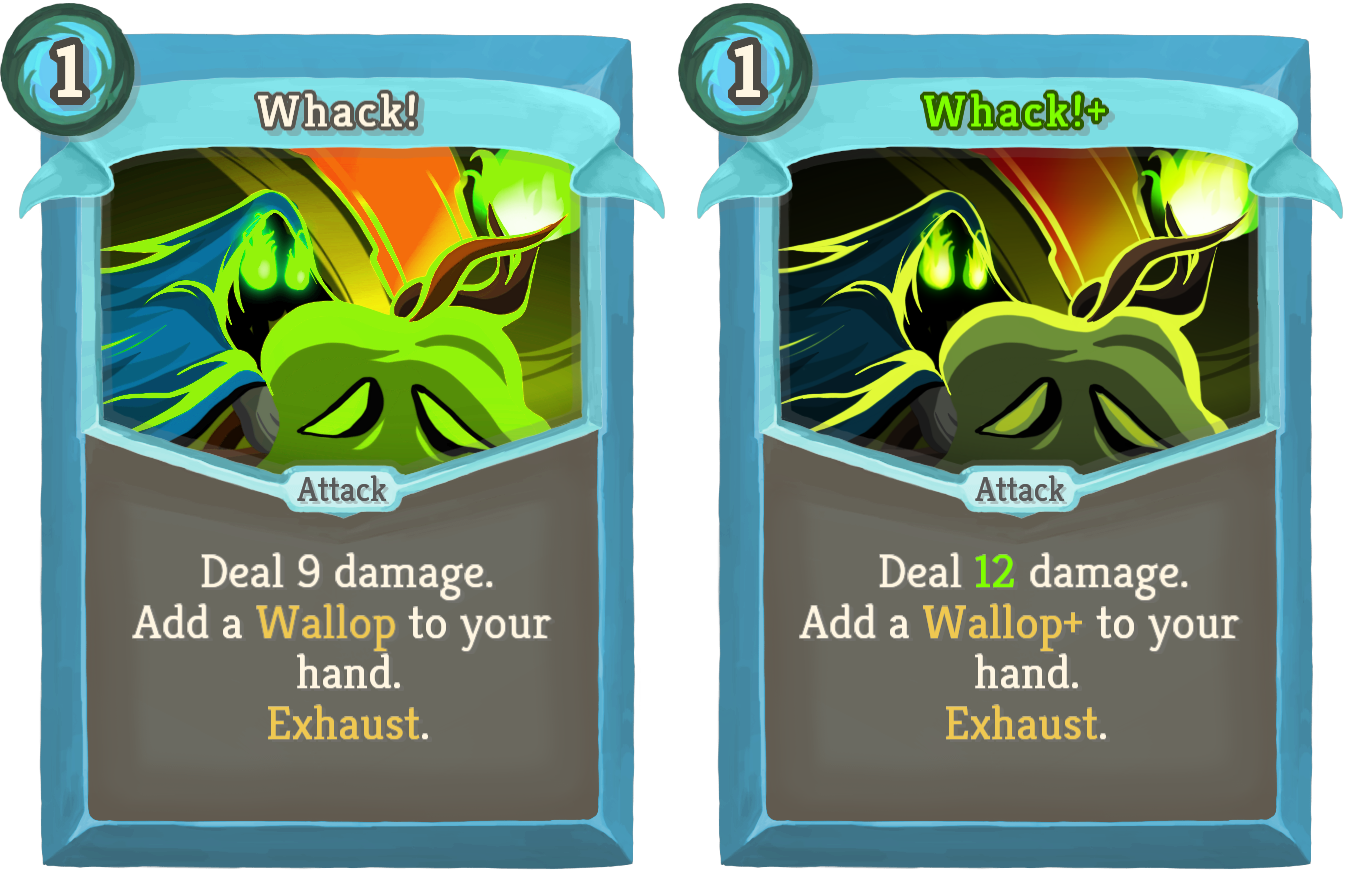 1
Whack!
Attack
Deal 9 damage.
Add a Wallop to your
hand.
Exhaust.
1
Whack!+
Attack
Deal 12 damage.
Add a Wallop+ to your
hand.
Exhaust.